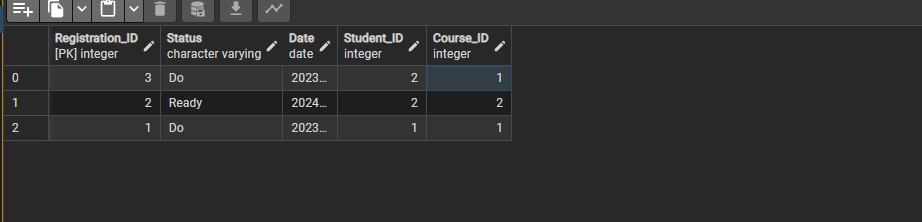 Registration_ID Status Date Student_ID Course_ID
[PK] integer character varying date integer integer
0 3 Do 2023... 2 1
1 2 Ready 2024... 2 2
2 1 Do 2023... 1 1